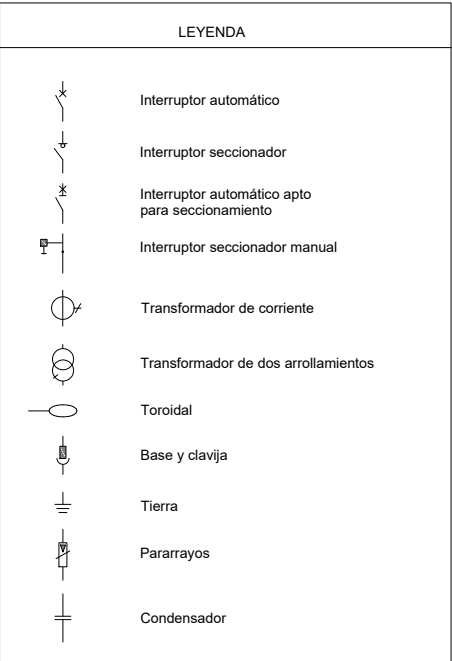 LEYENDA
Interruptor automático
Interruptor seccionador
Interruptor automático apto
para seccionamiento
Interruptor seccionador manual
Transformador de corriente
Transformador de dos arrollamientos
Toroidal
Base y clavija
Tierra
Pararrayos
Condensador